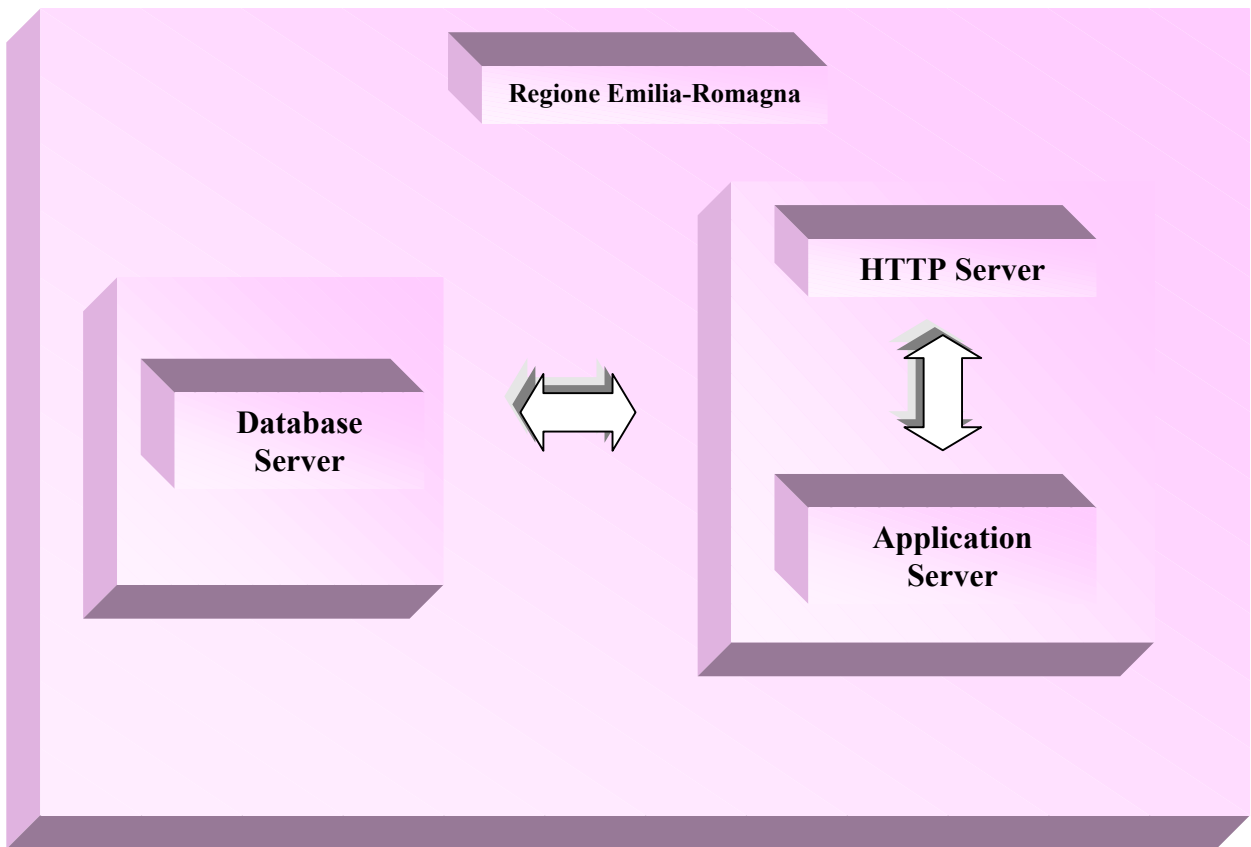 Regione Emilia-Romagna
HTTP Server
Database
Server
Application
Server